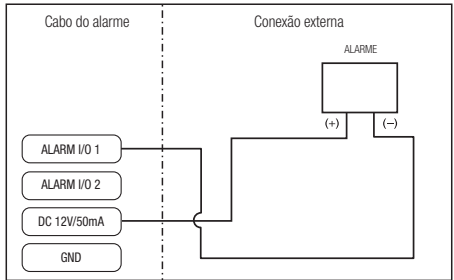 Cabo do alarme
Conexão externa
ALARME
(+) (−)
ALARM I/O 1
ALARM I/O 2
DC 12V/50mA
GND